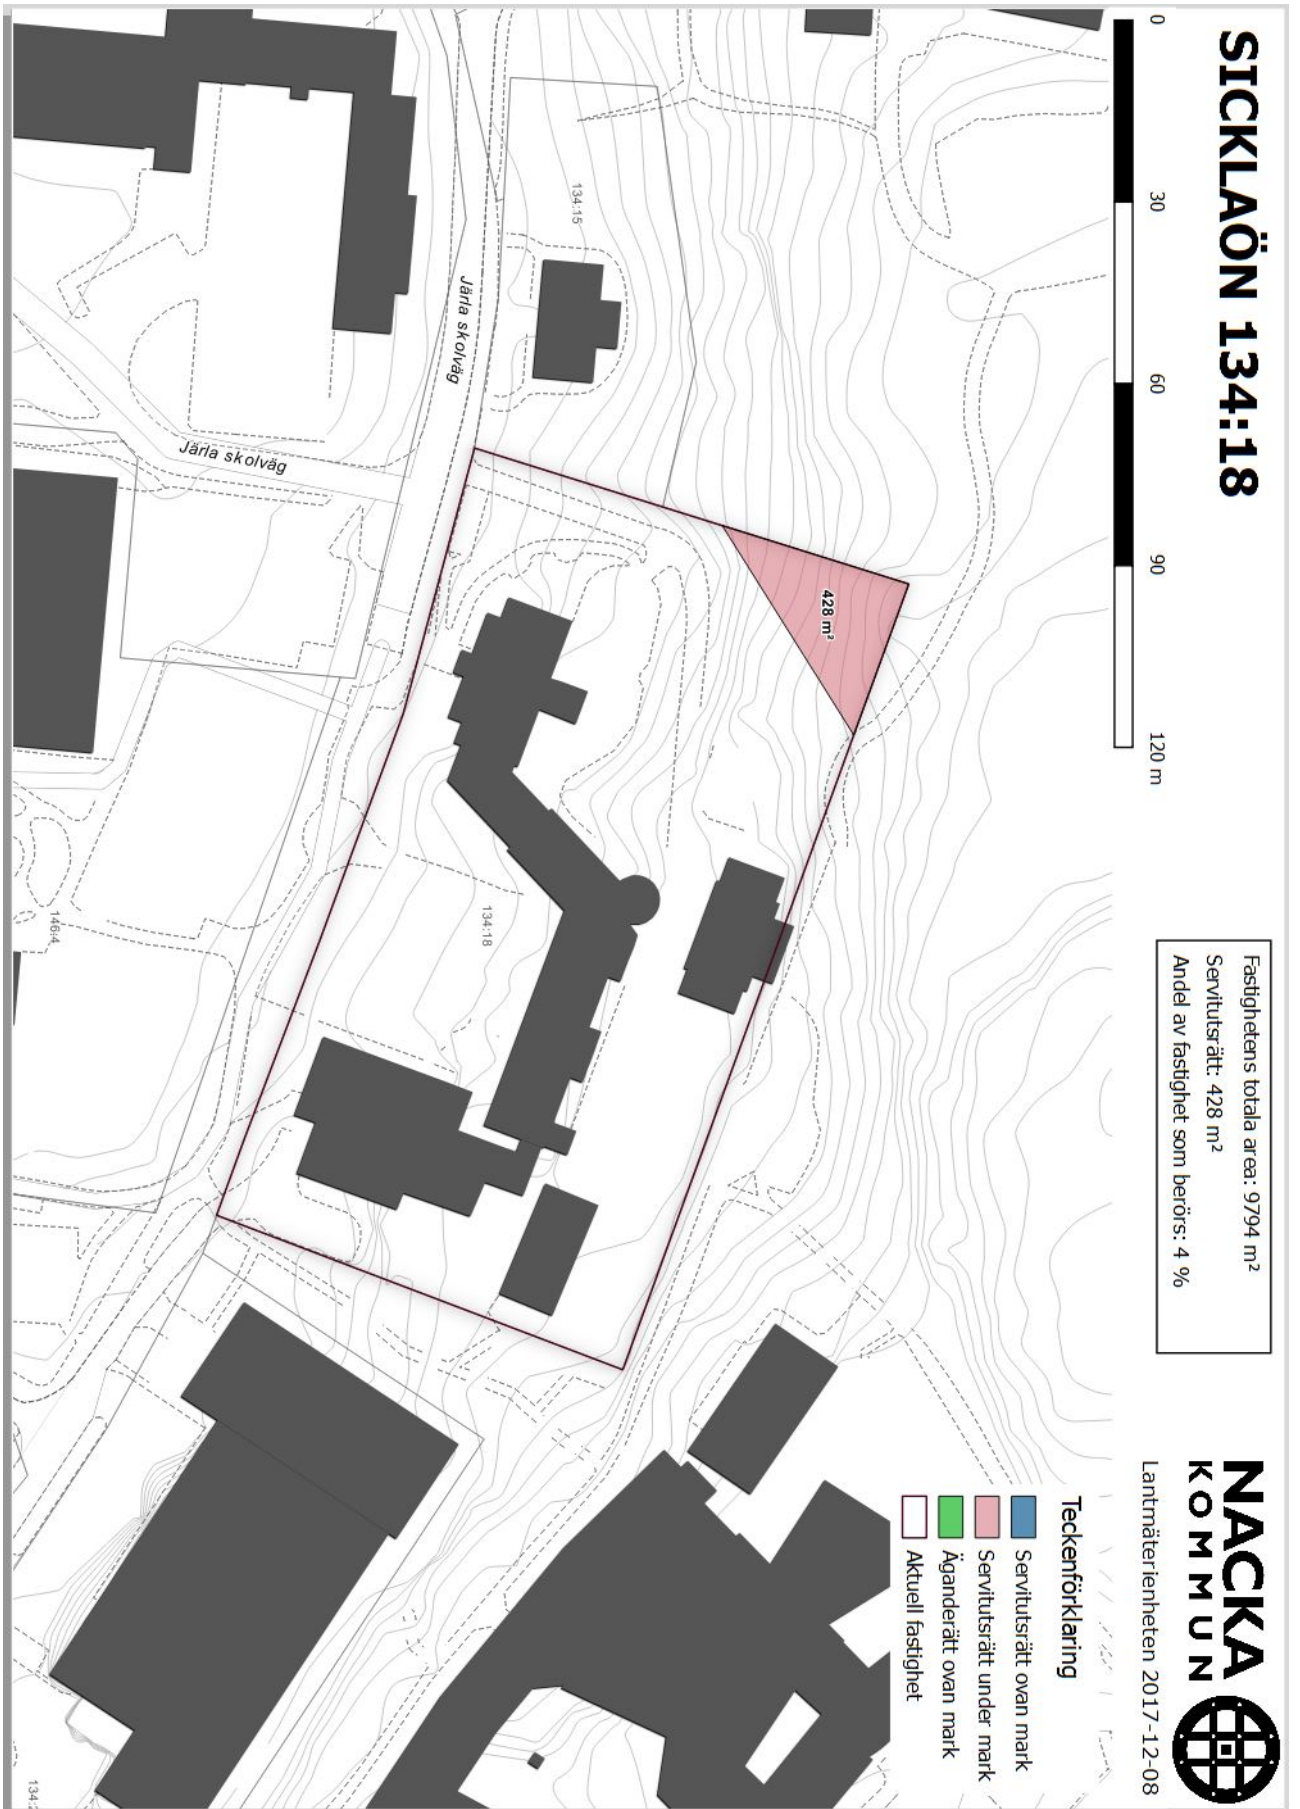 SICKLAÖN 134:18
0 30 60 90 120 m
Fastighetens totala area: 9794 m²
Servitutsrätt: 428 m²
Andel av fastighet som berörs: 4 %
NACKA
KOMMUN
Lantmäterienheten 2017-12-08
Teckenförklaring
Servitutsrätt ovan mark
Servitutsrätt under mark
Äganderätt ovan mark
Aktuell fastighet
428 m²
134:15
Järla skolväg
Järla skolväg
134:18
146:4